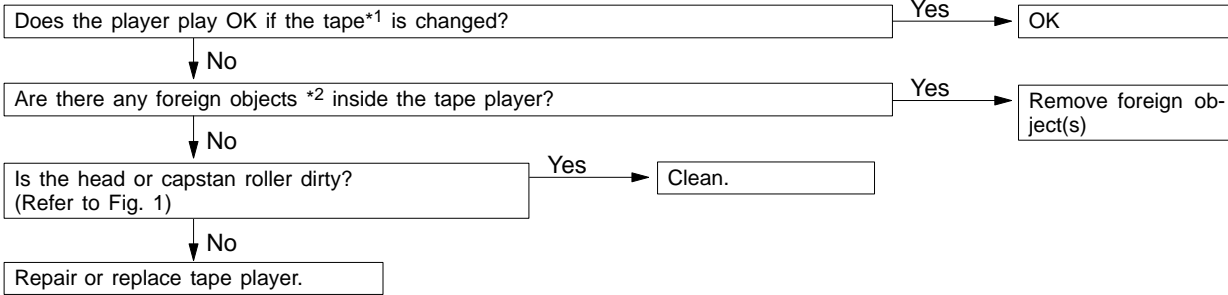 Does the player play OK if the tape*1 is changed?
Yes
OK
No
Are there any foreign objects *2 inside the tape player?
Yes
Remove foreign ob-
ject(s)
No
Is the head or capstan roller dirty?
(Refer to Fig. 1)
Yes
Clean.
No
Repair or replace tape player.